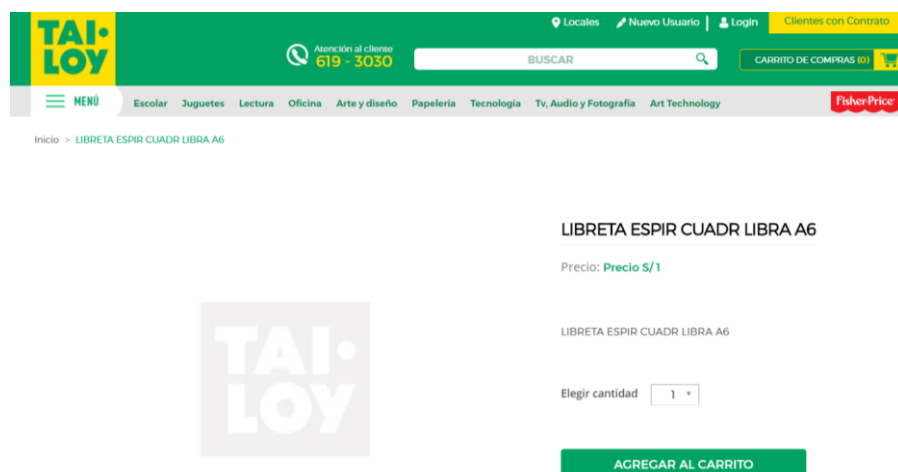 TAI•
LOY
Locales
Nuevo Usuario
Login
Clientes con Contrato
Atención al cliente
619 - 3030
BUSCAR
CARRITO DE COMPRAS (0)
MENÚ
Escolar
Juguetes
Lectura
Oficina
Arte y diseño
Papelería
Tecnología
Tv, Audio y Fotografía
Art Technology
Fisher-Price
Inicio > LIBRETA ESPIR CUADR LIBRA A6
LIBRETA ESPIR CUADR LIBRA A6
Precio: Precio S/ 1
LIBRETA ESPIR CUADR LIBRA A6
TAI•
LOY
Elegir cantidad 1
AGREGAR AL CARRITO